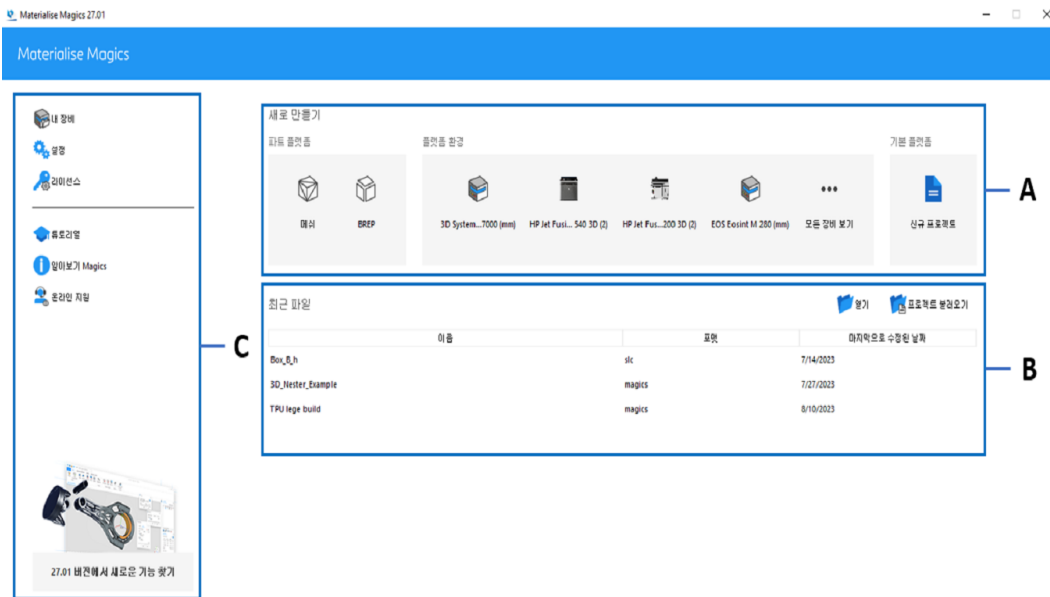 Materialise Magics 27.01
Materialise Magics
내 장비
설정
라이선스
튜토리얼
알아보기 Magics
온라인 지원
27.01 버전에서 새로운 기능 찾기
C
새로 만들기
파트 플랫폼
플랫폼 환경
기본 플랫폼
메쉬
BREP
3D System...7000 (mm)
HP Jet Fusi... 540 3D (2)
HP Jet Fus...200 3D (2)
EOS Eosint M 280 (mm)
모든 장비 보기
신규 프로젝트
A
최근 파일
열기
프로젝트 불러오기
이름 포맷 마지막으로 수정된 날짜
Box_B_h slc 7/14/2023
3D_Nester_Example magics 7/27/2023
TPU lege build magics 8/10/2023
B